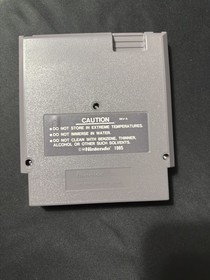 CAUTION
• DO NOT STORE IN EXTREME TEMPERATURES.
• DO NOT IMMERSE IN WATER.
• DO NOT CLEAN WITH BENZENE, THINNER,
ALCOHOL OR OTHER SUCH SOLVENTS.
©Nintendo 1985